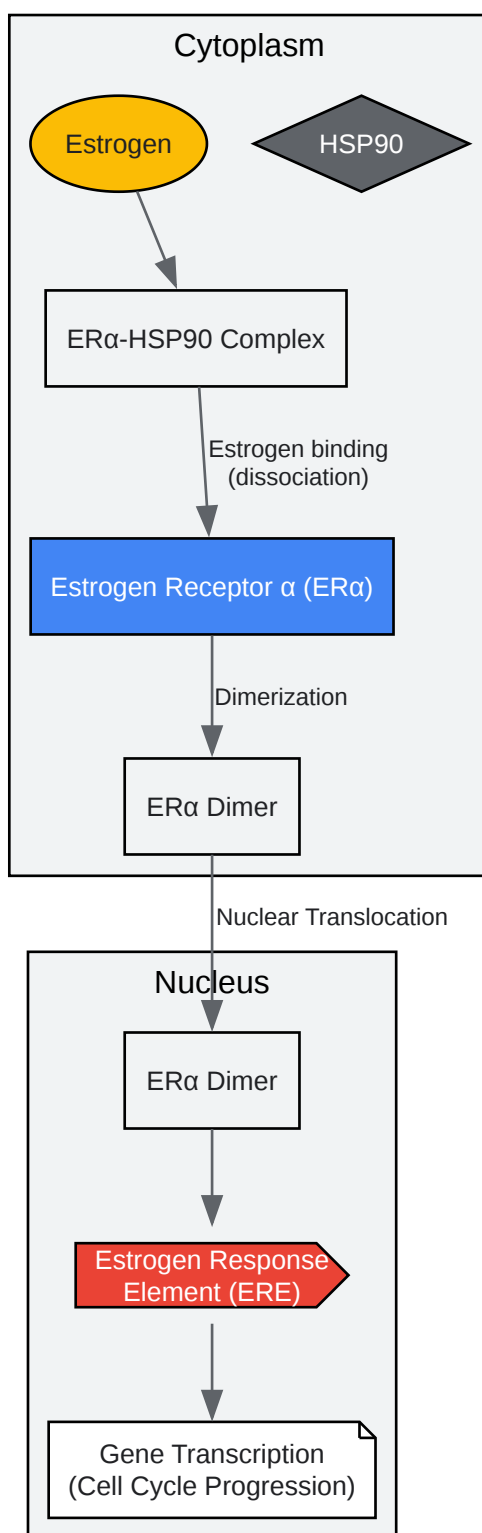 Cytoplasm
Estrogen
HSP90
ERα-HSP90 Complex
Estrogen binding
(dissociation)
Estrogen Receptor α (ERα)
Dimerization
ERα Dimer
Nuclear Translocation
Nucleus
ERα Dimer
Estrogen Response
Element (ERE)
Gene Transcription
(Cell Cycle Progression)